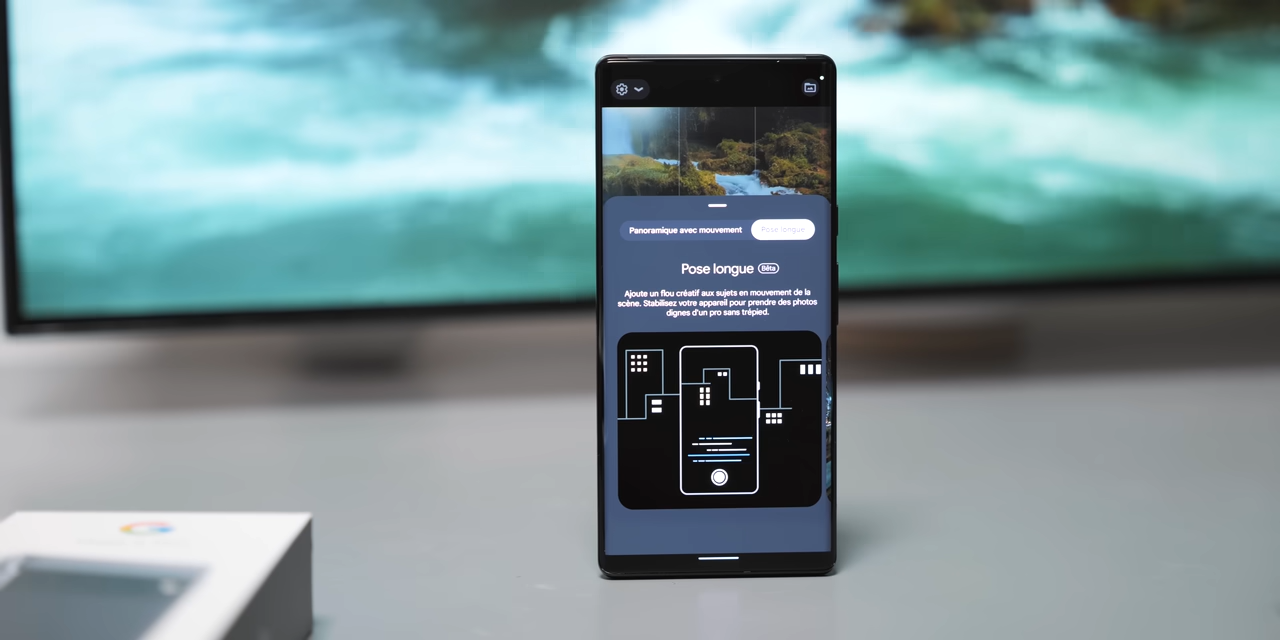 Panoramique avec mouvement
Pose longue
Pose longue Bêta
Ajoute un flou créatif aux sujets en mouvement de la
scène. Stabilisez votre appareil pour prendre des photos
dignes d'un pro sans trépied.